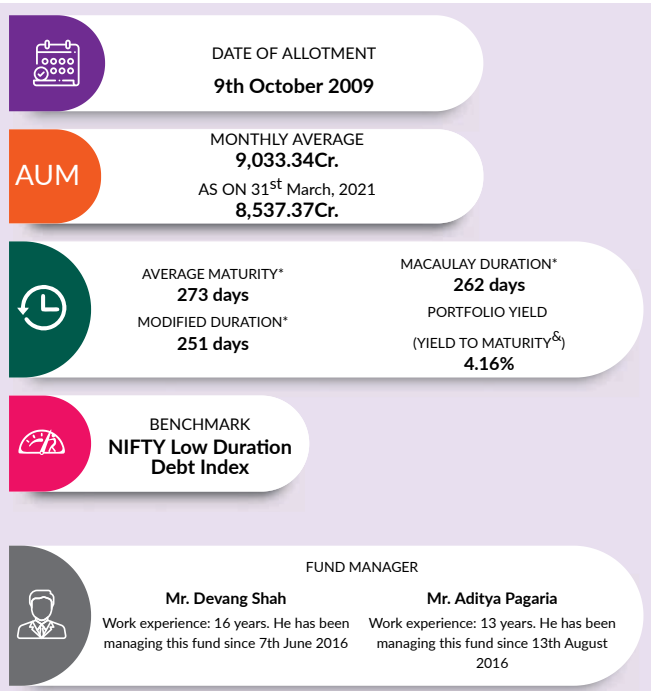 DATE OF ALLOTMENT
9th October 2009
AUM
MONTHLY AVERAGE
9,033.34Cr.
AS ON 31st March, 2021
8,537.37Cr.
AVERAGE MATURITY*
273 days
MODIFIED DURATION*
251 days
MACAULAY DURATION*
262 days
PORTFOLIO YIELD
(YIELD TO MATURITY&)
4.16%
BENCHMARK
NIFTY Low Duration
Debt Index
FUND MANAGER
Mr. Devang Shah
Work experience: 16 years. He has been
managing this fund since 7th June 2016
Mr. Aditya Pagaria
Work experience: 13 years. He has been
managing this fund since 13th August
2016